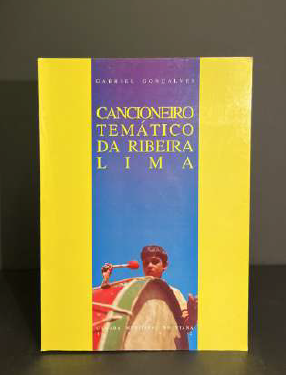 GABRIEL GONÇALVES
CANCIONEIRO
TEMÁTICO
DA RIBEIRA
LIMA